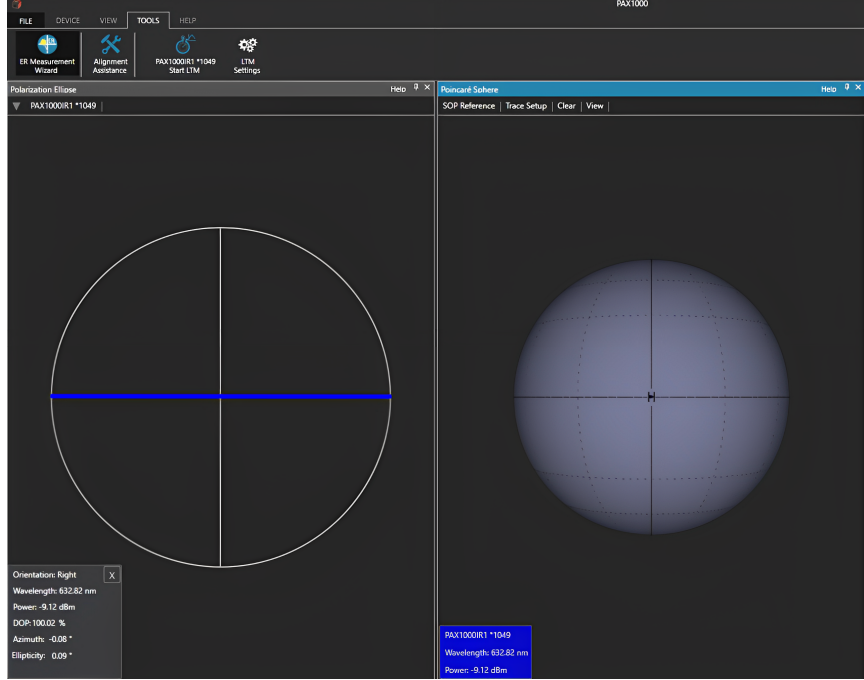 PAX1000
FILE DEVICE VIEW TOOLS HELP
ER Measurement
Wizard
Alignment
Assistance
PAX1000IR1 *1049
Start LTM
LTM
Settings
Polarization Ellipse Help
PAX1000IR1 *1049
Orientation: Right X
Wavelength: 632.82 nm
Power: -9.12 dBm
DOP: 100.02 %
Azimuth: -0.08 °
Ellipticity: 0.09 °
Poincaré Sphere Help
SOP Reference | Trace Setup | Clear | View |
H
PAX1000IR1 *1049
Wavelength: 632.82 nm
Power: -9.12 dBm